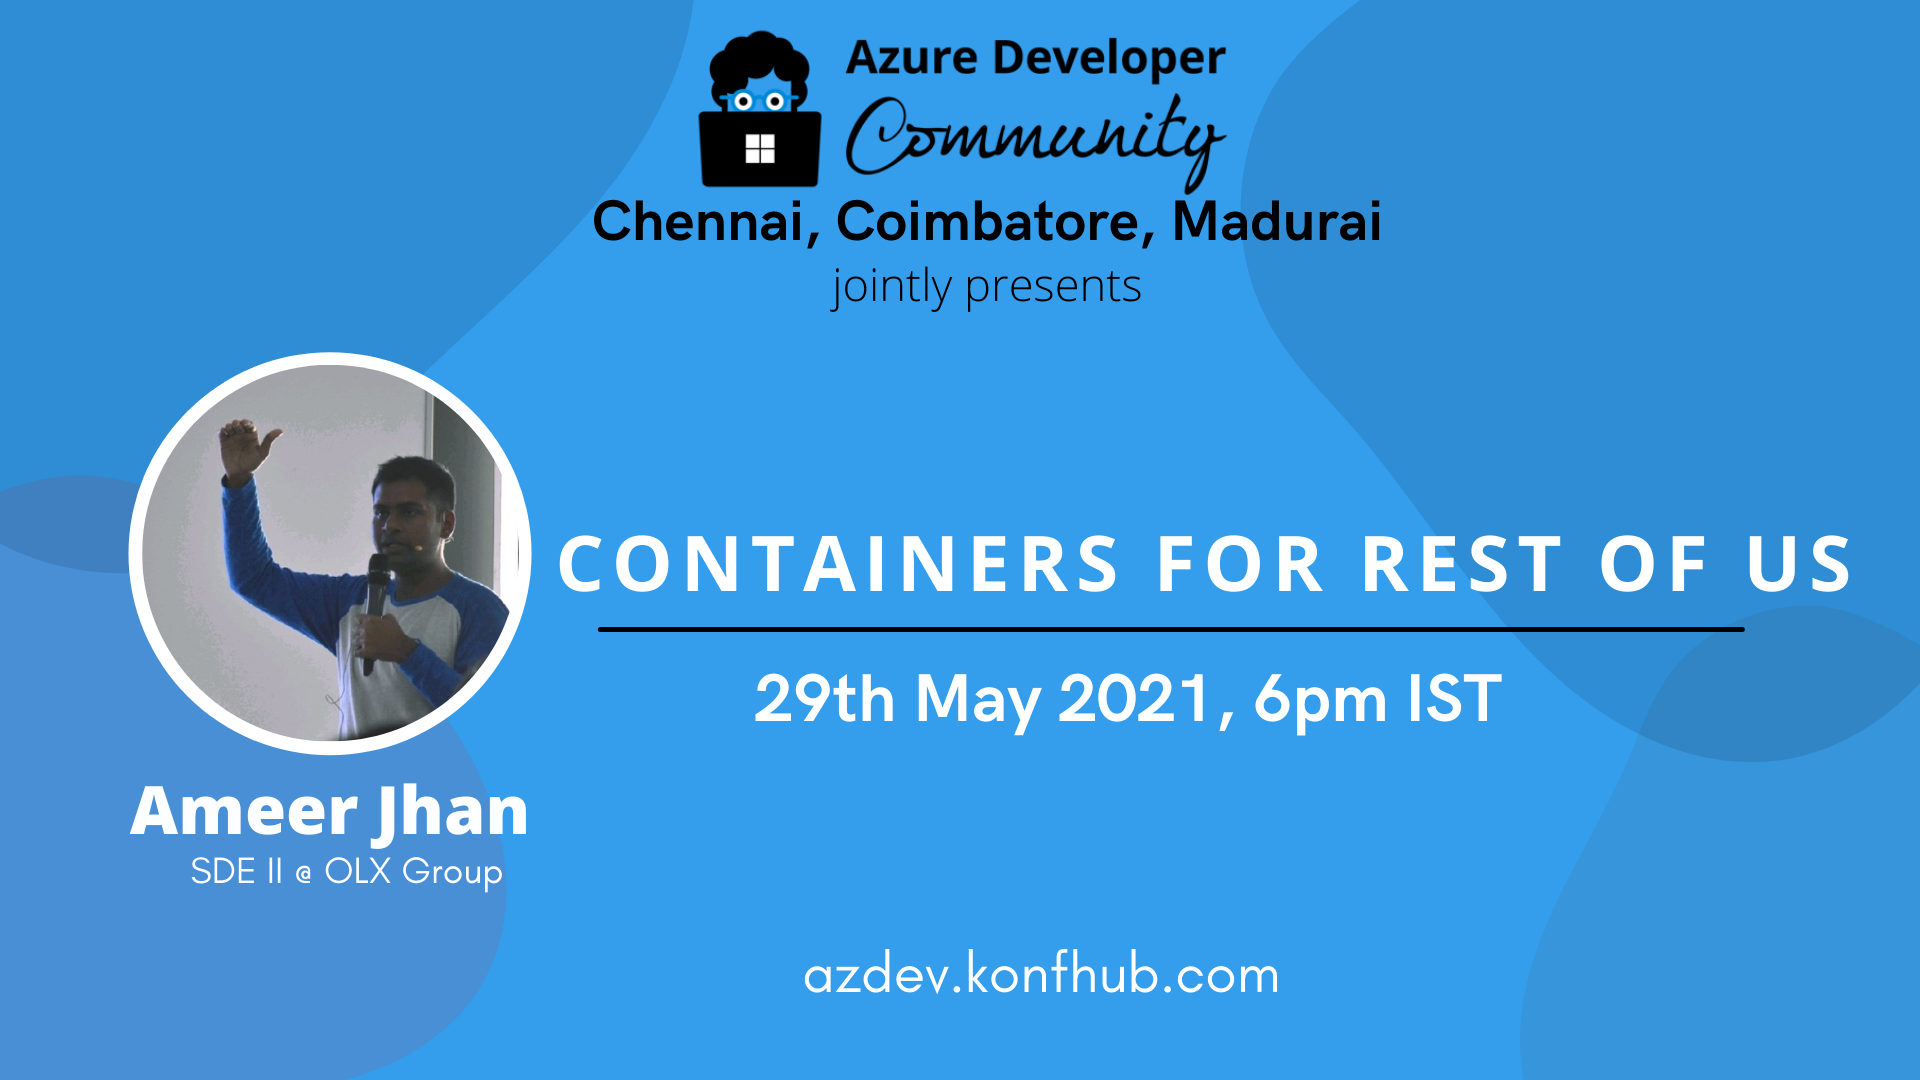 Azure Developer
Community
Chennai, Coimbatore, Madurai
jointly presents
CONTAINERS FOR REST OF US
29th May 2021, 6pm IST
Ameer Jhan
SDE II @ OLX Group
azdev.konfhub.com